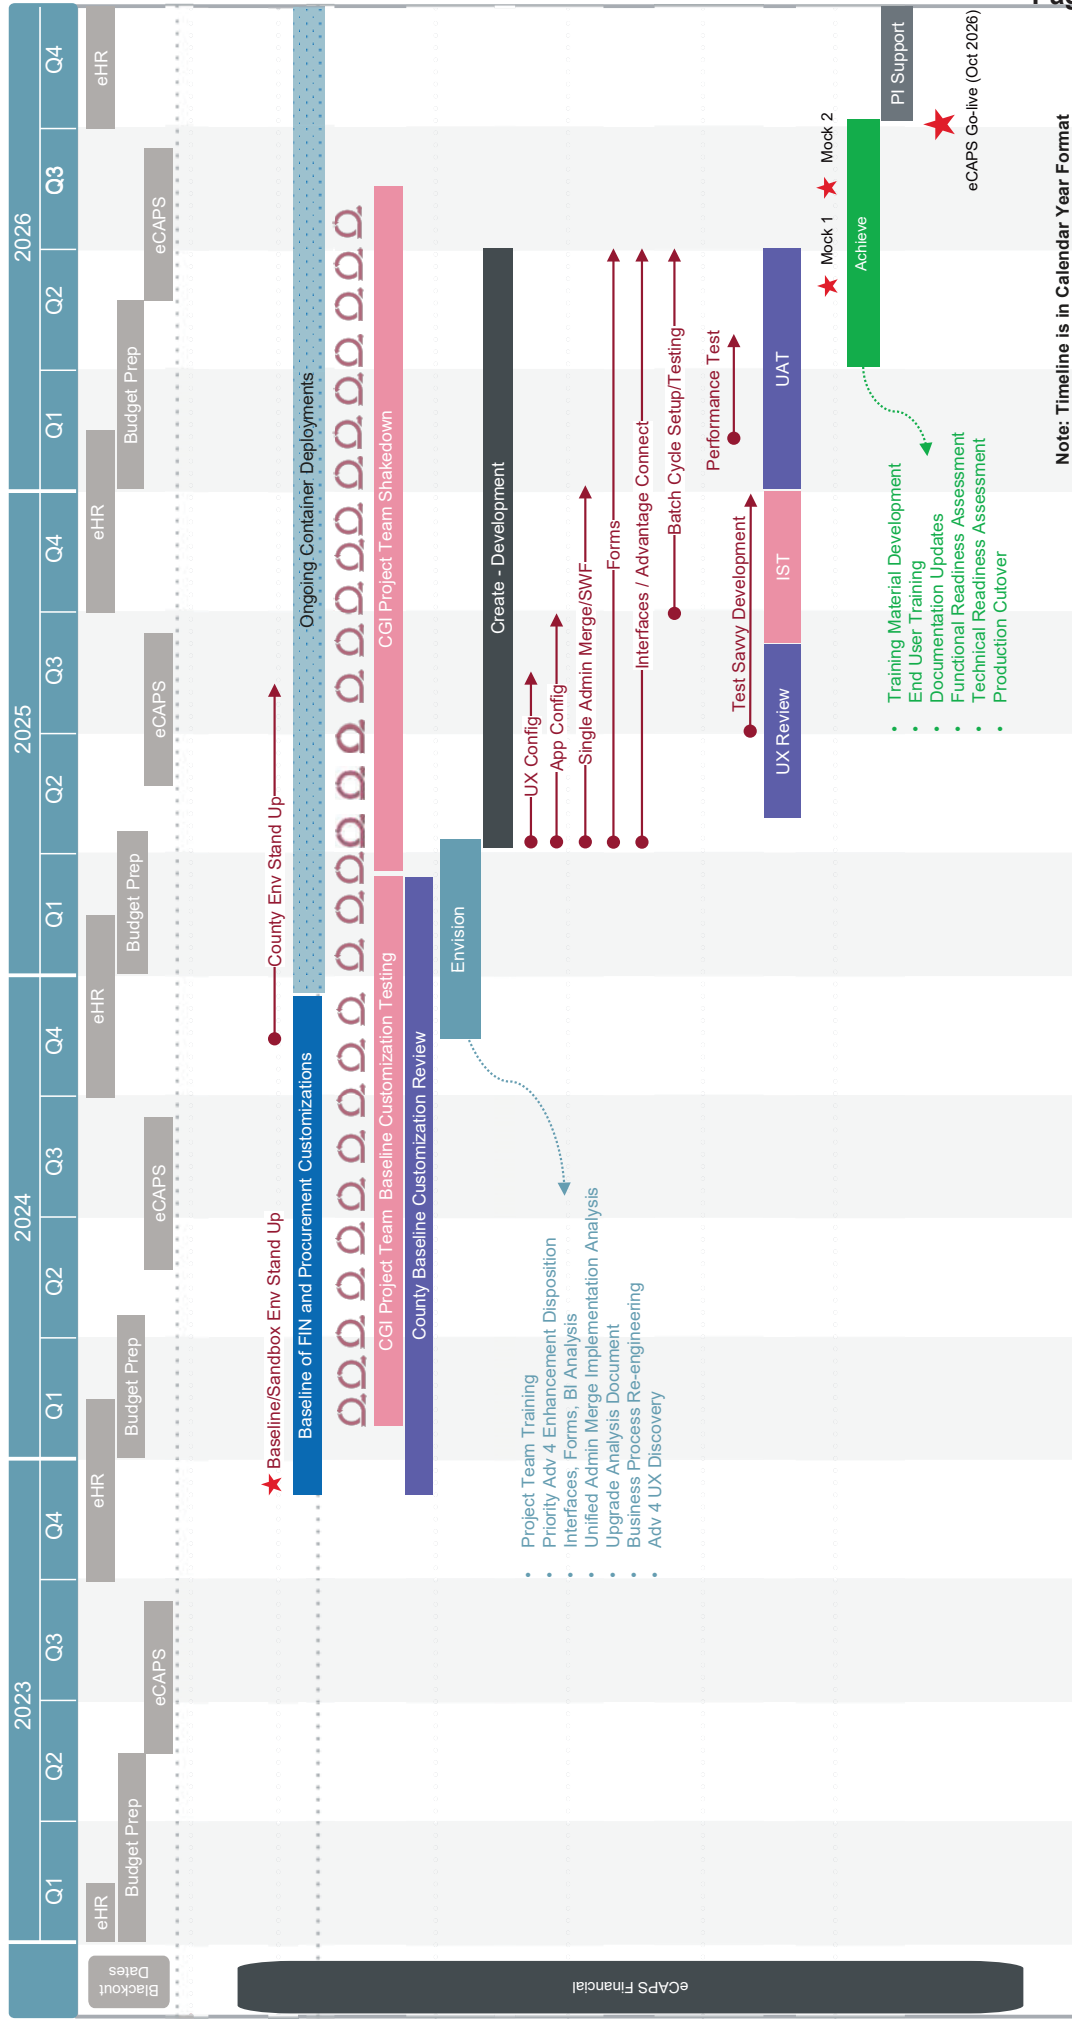 Pag
2023
2024
2025
2026
Q1
Q2
Q3
Q4
Q1
Q2
Q3
Q4
Q1
Q2
Q3
Q4
Q1
Q2
Q3
Q4
Blackout
Dates
eHR
eHR
eHR
eHR
eHR
Budget Prep
Budget Prep
Budget Prep
Budget Prep
eCAPS
eCAPS
eCAPS
eCAPS
eCAPS Financial
Baseline/Sandbox Env Stand Up
County Env Stand Up
Baseline of FIN and Procurement Customizations
Ongoing Container Deployments
CGI Project Team Baseline Customization Testing
CGI Project Team Shakedown
County Baseline Customization Review
Envision
Create - Development
Project Team Training
Priority Adv 4 Enhancement Disposition
Interfaces, Forms, BI Analysis
Unified Admin Merge Implementation Analysis
Upgrade Analysis Document
Business Process Re-engineering
Adv 4 UX Discovery
UX Config
App Config
Single Admin Merge/SWF
Forms
Interfaces / Advantage Connect
Batch Cycle Setup/Testing
Performance Test
Test Savvy Development
UX Review
IST
UAT
Mock 1
Mock 2
Achieve
PI Support
Training Material Development
End User Training
Documentation Updates
Functional Readiness Assessment
Technical Readiness Assessment
Production Cutover
eCAPS Go-live (Oct 2026)
Note: Timeline is in Calendar Year Format